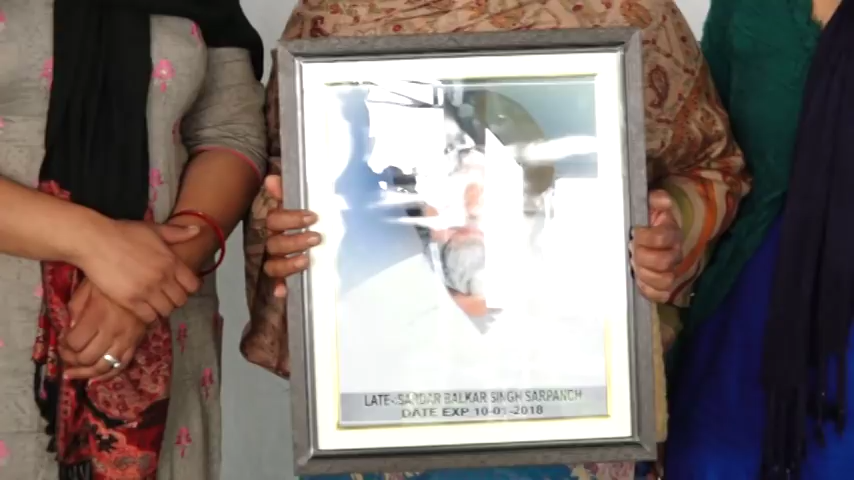 LATE-. SARDAR BALKAR SINGH SARPANCH
DATE EXP 10-01-2018